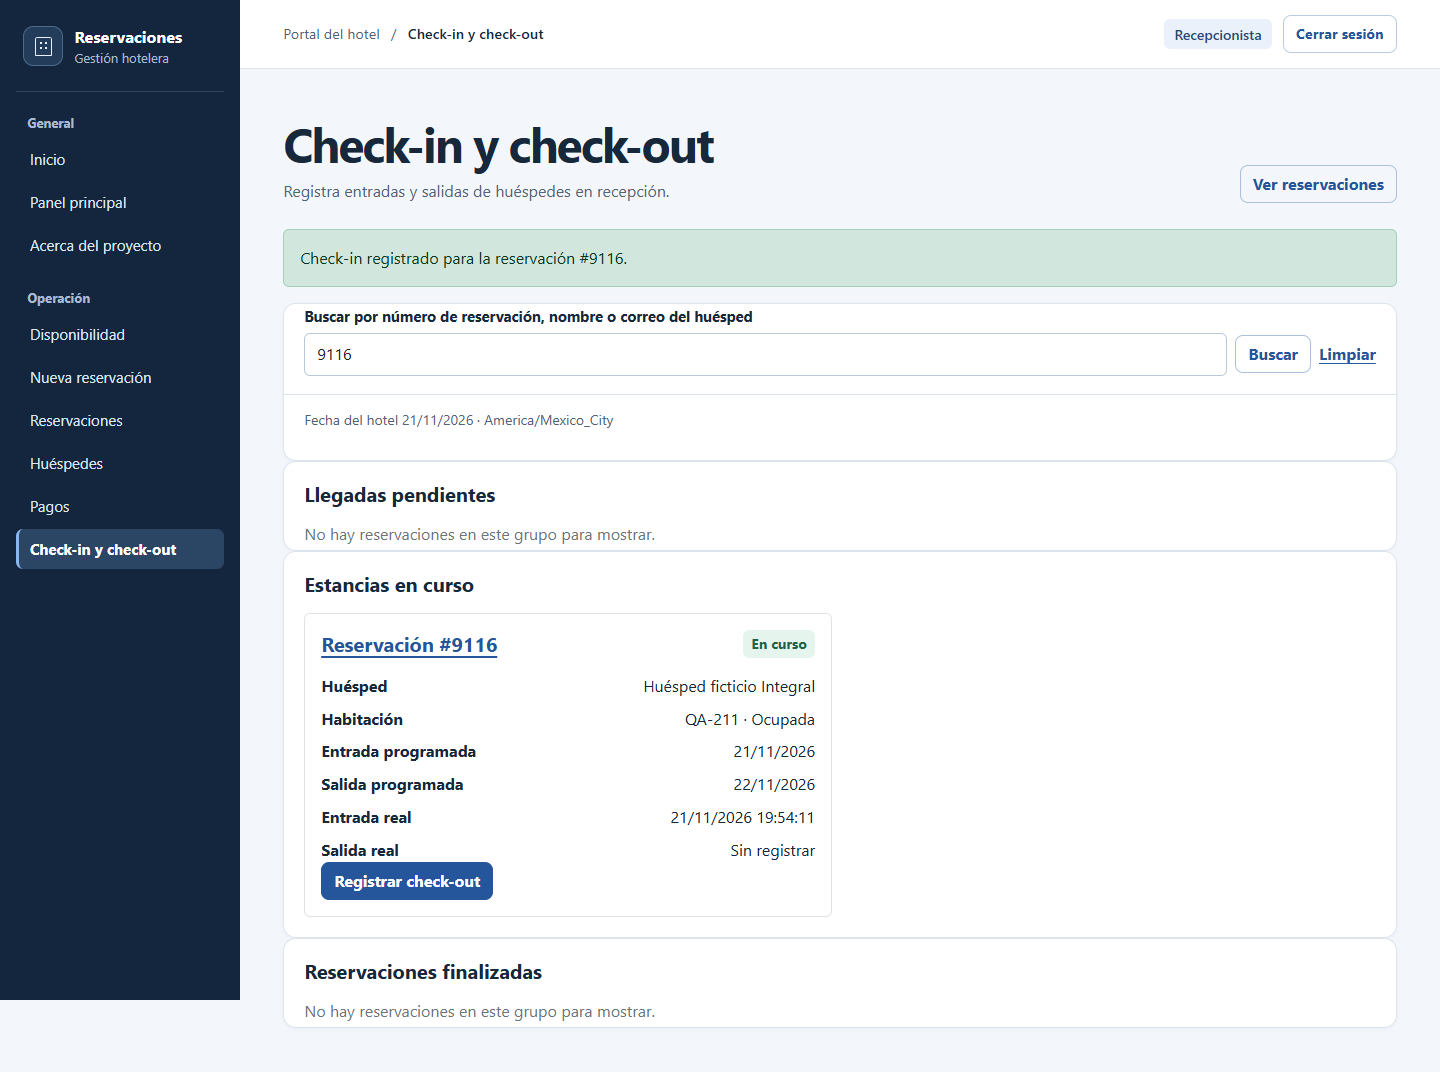 Reservaciones
Gestión hotelera
General
Inicio
Panel principal
Acerca del proyecto
Operación
Disponibilidad
Nueva reservación
Reservaciones
Huéspedes
Pagos
Check-in y check-out
Portal del hotel / Check-in y check-out
Recepcionista
Cerrar sesión
Check-in y check-out
Registra entradas y salidas de huéspedes en recepción.
Ver reservaciones
Check-in registrado para la reservación #9116.
Buscar por número de reservación, nombre o correo del huésped
9116
Buscar
Limpiar
Fecha del hotel 21/11/2026 · America/Mexico_City
Llegadas pendientes
No hay reservaciones en este grupo para mostrar.
Estancias en curso
Reservación #9116
En curso
Huésped Huésped ficticio Integral
Habitación QA-211 · Ocupada
Entrada programada 21/11/2026
Salida programada 22/11/2026
Entrada real 21/11/2026 19:54:11
Salida real Sin registrar
Registrar check-out
Reservaciones finalizadas
No hay reservaciones en este grupo para mostrar.